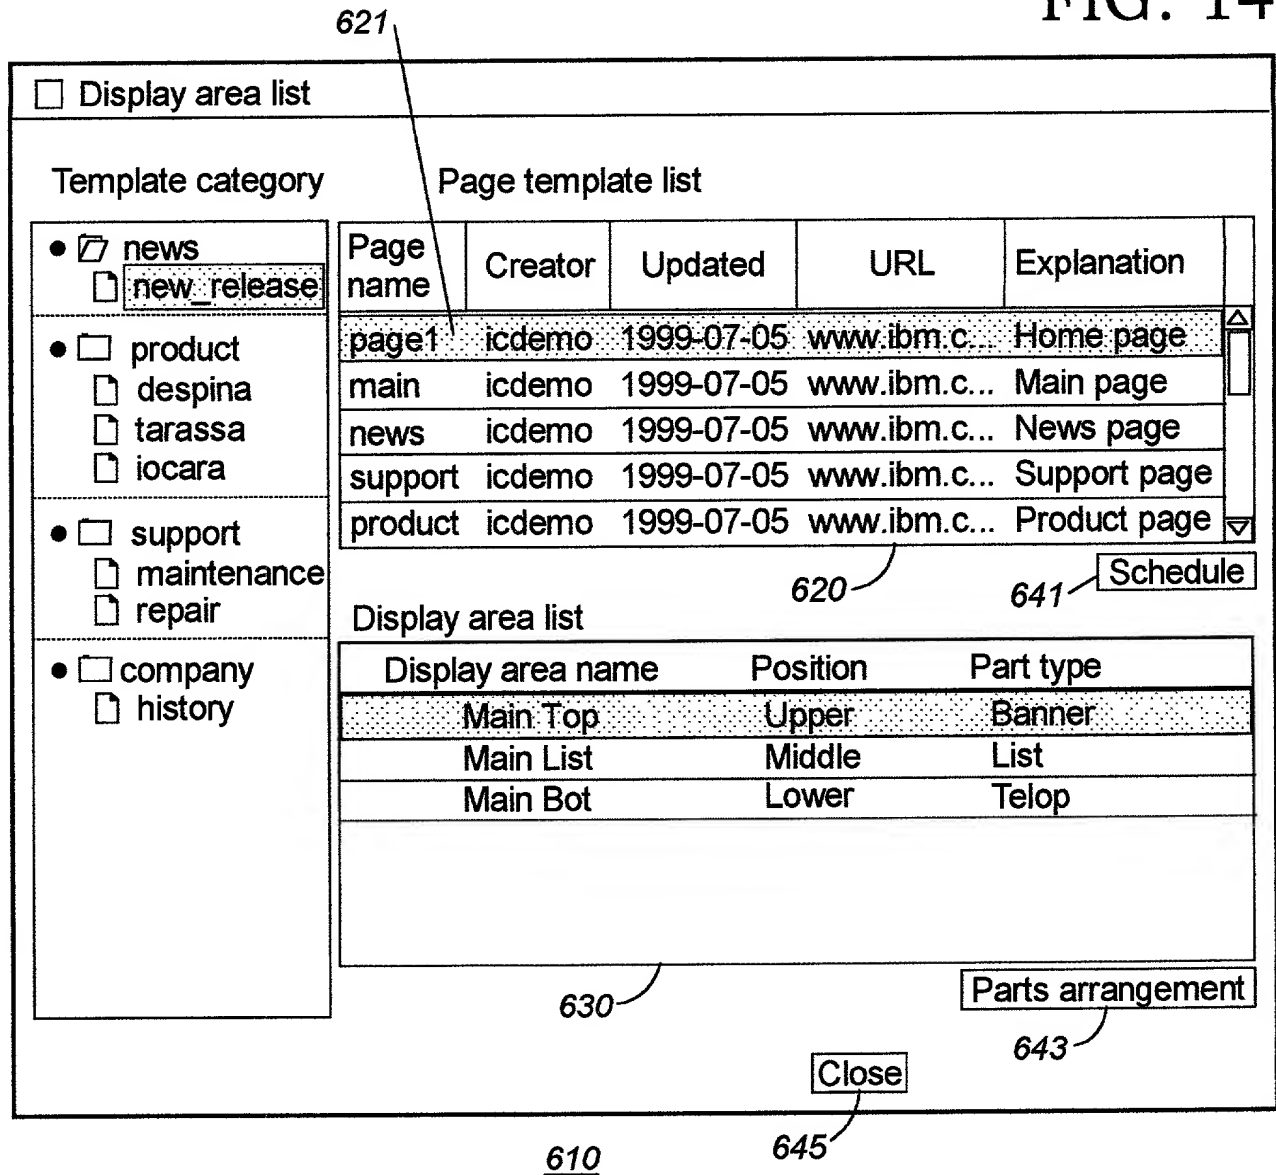 FIG. 14
621
Display area list
Template category
news
new_release
product
despina
tarassa
iocara
support
maintenance
repair
company
history
Page template list
Page name Creator Updated URL Explanation
page1 icdemo 1999-07-05 www.ibm.c... Home page
main icdemo 1999-07-05 www.ibm.c... Main page
news icdemo 1999-07-05 www.ibm.c... News page
support icdemo 1999-07-05 www.ibm.c... Support page
product icdemo 1999-07-05 www.ibm.c... Product page
620
641
Schedule
Display area list
Display area name Position Part type
Main Top Upper Banner
Main List Middle List
Main Bot Lower Telop
630
Parts arrangement
643
Close
645
610